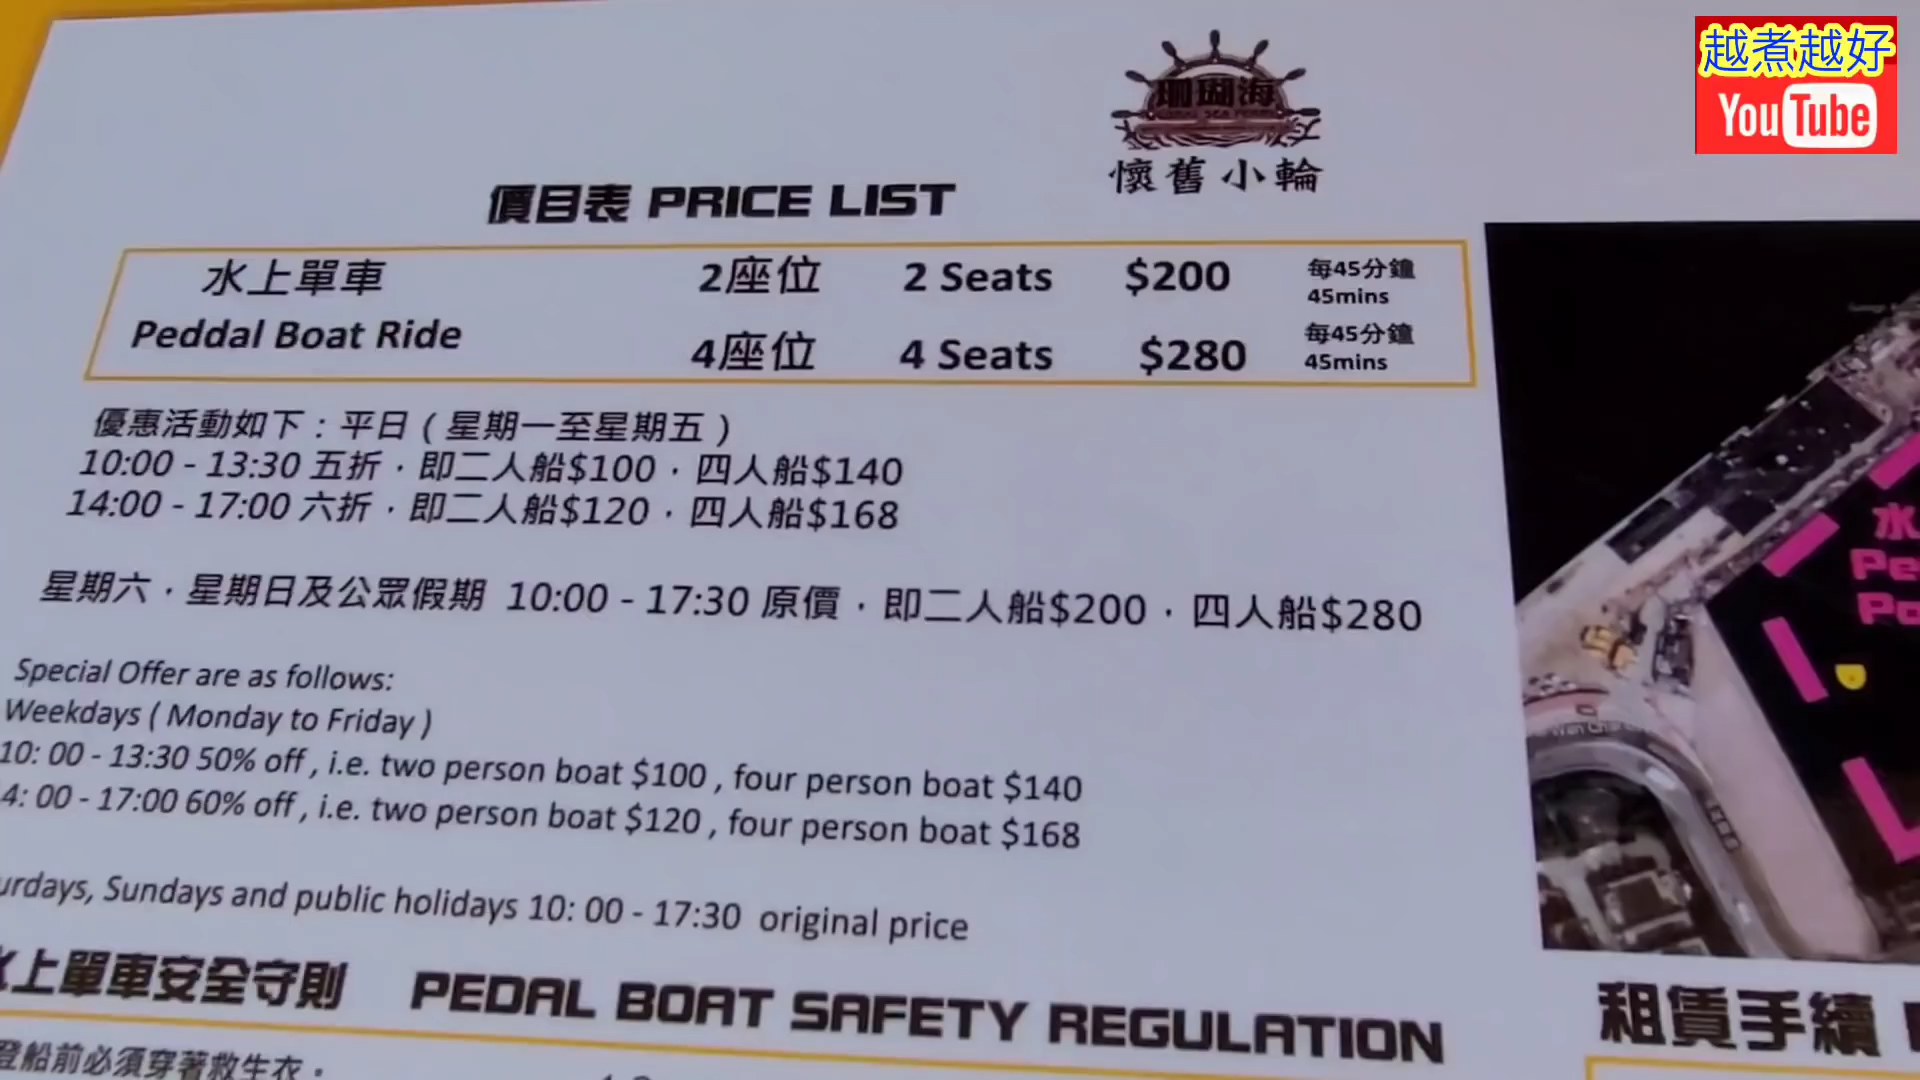 越煮越好
YouTube
珊瑚海
懷舊小輪
價目表 PRICE LIST
水上單車 2座位 2 Seats $200 每45分鐘 45mins
Peddal Boat Ride 4座位 4 Seats $280 每45分鐘 45mins
優惠活動如下：平日（星期一至星期五）
10:00 - 13:30 五折，即二人船$100，四人船$140
14:00 - 17:00 六折，即二人船$120，四人船$168
星期六，星期日及公眾假期 10:00 - 17:30 原價，即二人船$200，四人船$280
Special Offer are as follows:
Weekdays ( Monday to Friday )
10: 00 - 13:30 50% off , i.e. two person boat $100 , four person boat $140
4: 00 - 17:00 60% off , i.e. two person boat $120 , four person boat $168
urdays, Sundays and public holidays 10: 00 - 17:30 original price
水
Pe
Po
水上單車安全守則 PEDAL BOAT SAFETY REGULATION
登船前必須穿著救生衣。
租賃手續